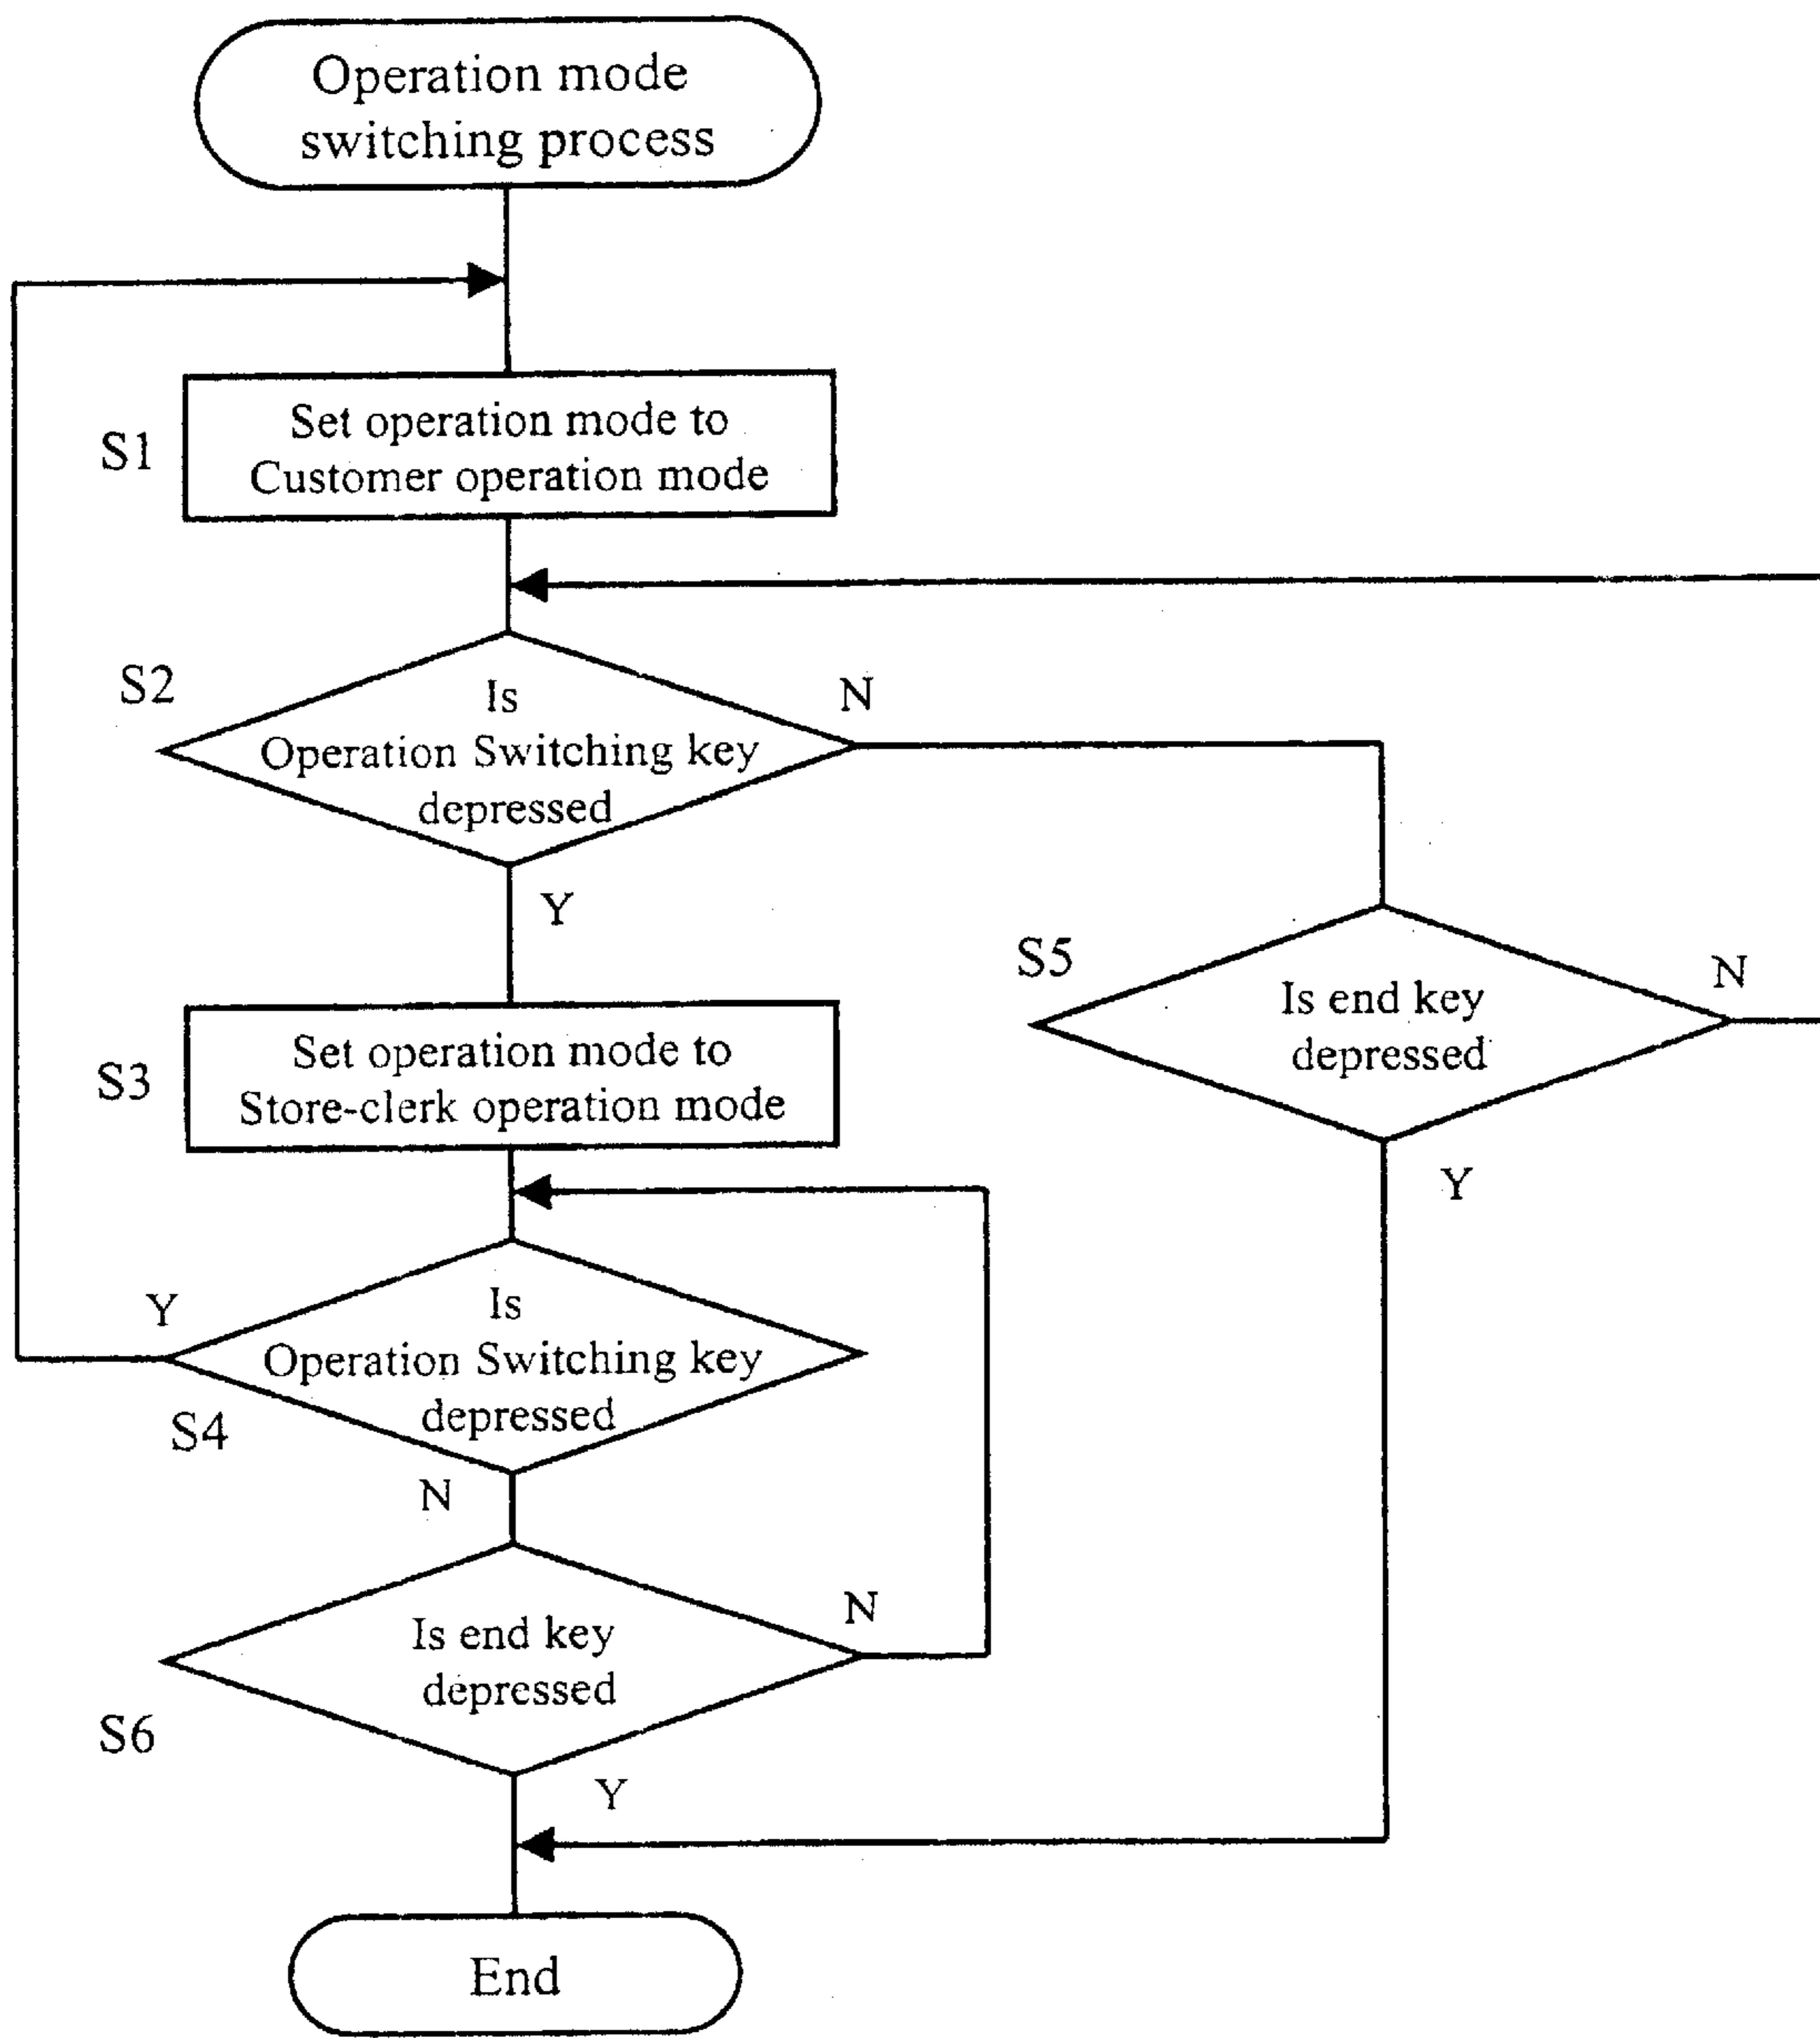 Operation mode
switching process
S1
Set operation mode to
Customer operation mode
S2
Is
Operation Switching key
depressed
N
Y
S5
Is end key
depressed
N
Y
S3
Set operation mode to
Store-clerk operation mode
Y
Is
Operation Switching key
depressed
S4
N
Is end key
depressed
N
S6
Y
End